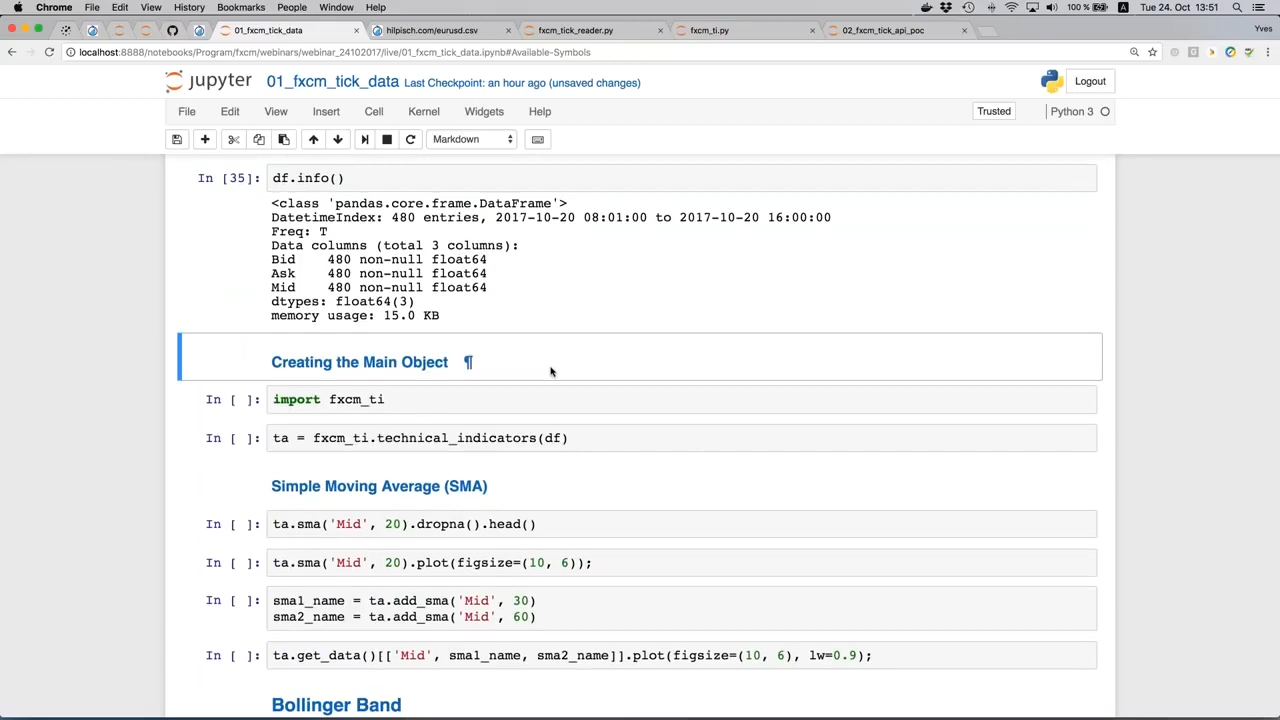 Chrome File Edit View History Bookmarks People Window Help 100 % A Tue 24. Oct 13:51
01_fxcm_tick_data hilpisch.com/eurusd.csv fxcm_tick_reader.py fxcm_ti.py 02_fxcm_tick_api_poc Yves
localhost:8888/notebooks/Program/fxcm/webinars/webinar_24102017/live/01_fxcm_tick_data.ipynb#Available-Symbols
jupyter 01_fxcm_tick_data Last Checkpoint: an hour ago (unsaved changes) Logout
File Edit View Insert Cell Kernel Widgets Help Trusted Python 3
Markdown
In [35]: df.info()
<class 'pandas.core.frame.DataFrame'>
DatetimeIndex: 480 entries, 2017-10-20 08:01:00 to 2017-10-20 16:00:00
Freq: T
Data columns (total 3 columns):
Bid 480 non-null float64
Ask 480 non-null float64
Mid 480 non-null float64
dtypes: float64(3)
memory usage: 15.0 KB
Creating the Main Object ¶
In [ ]: import fxcm_ti
In [ ]: ta = fxcm_ti.technical_indicators(df)
Simple Moving Average (SMA)
In [ ]: ta.sma('Mid', 20).dropna().head()
In [ ]: ta.sma('Mid', 20).plot(figsize=(10, 6));
In [ ]: sma1_name = ta.add_sma('Mid', 30)
sma2_name = ta.add_sma('Mid', 60)
In [ ]: ta.get_data()[['Mid', sma1_name, sma2_name]].plot(figsize=(10, 6), lw=0.9);
Bollinger Band